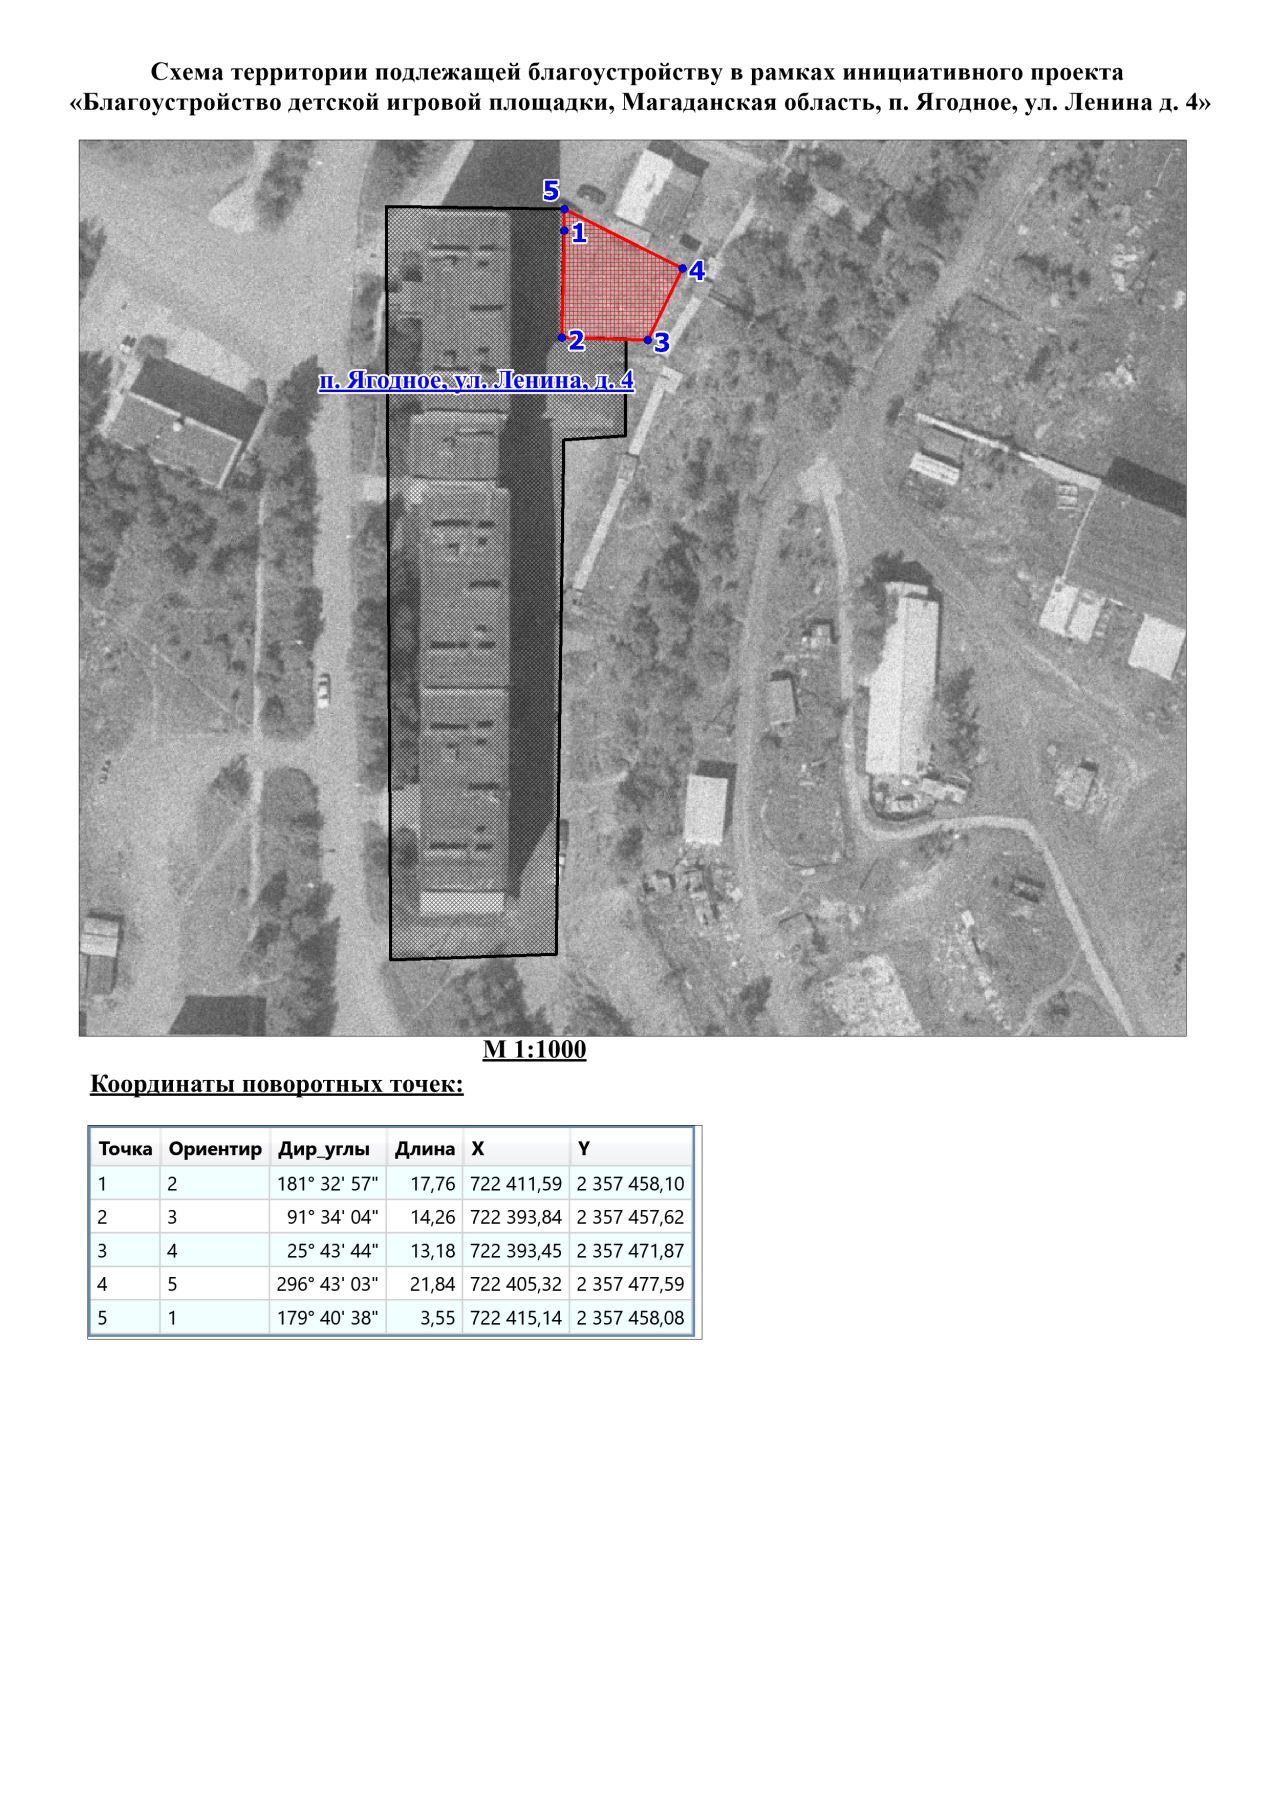 Схема территории подлежащей благоустройству в рамках инициативного проекта
«Благоустройство детской игровой площадки, Магаданская область, п. Ягодное, ул. Ленина д. 4»
5
1
4
2
3
п. Ягодное, ул. Ленина, д. 4
М 1:1000
Координаты поворотных точек:
Точка Ориентир Дир_углы Длина X Y
1 2 181° 32' 57" 17,76 722 411,59 2 357 458,10
2 3 91° 34' 04" 14,26 722 393,84 2 357 457,62
3 4 25° 43' 44" 13,18 722 393,45 2 357 471,87
4 5 296° 43' 03" 21,84 722 405,32 2 357 477,59
5 1 179° 40' 38" 3,55 722 415,14 2 357 458,08